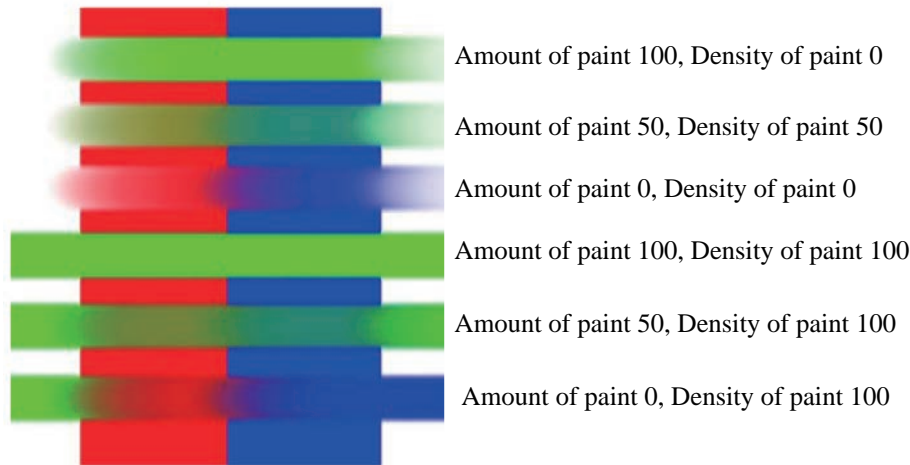 Amount of paint 100, Density of paint 0
Amount of paint 50, Density of paint 50
Amount of paint 0, Density of paint 0
Amount of paint 100, Density of paint 100
Amount of paint 50, Density of paint 100
Amount of paint 0, Density of paint 100